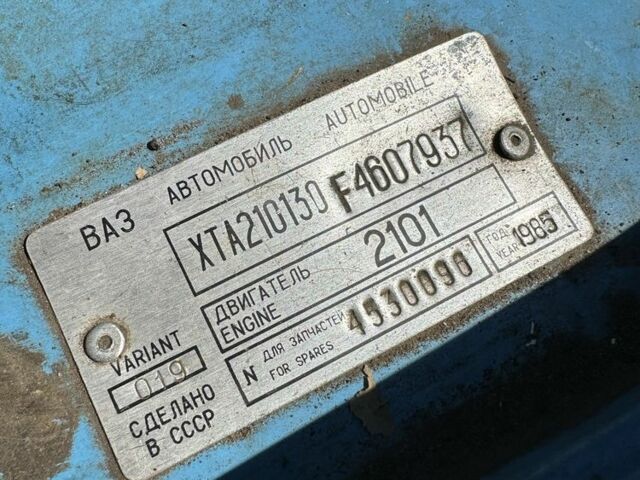 ВАЗ АВТОМОБИЛЬ AUTOMOBILE
XTA210130 F4607937
ДВИГАТЕЛЬ ENGINE 2101
VARIANT 019
N ДЛЯ ЗАПЧАСТЕЙ FOR SPARES 4530090
ГОД YEAR 1985
СДЕЛАНО
В СССР